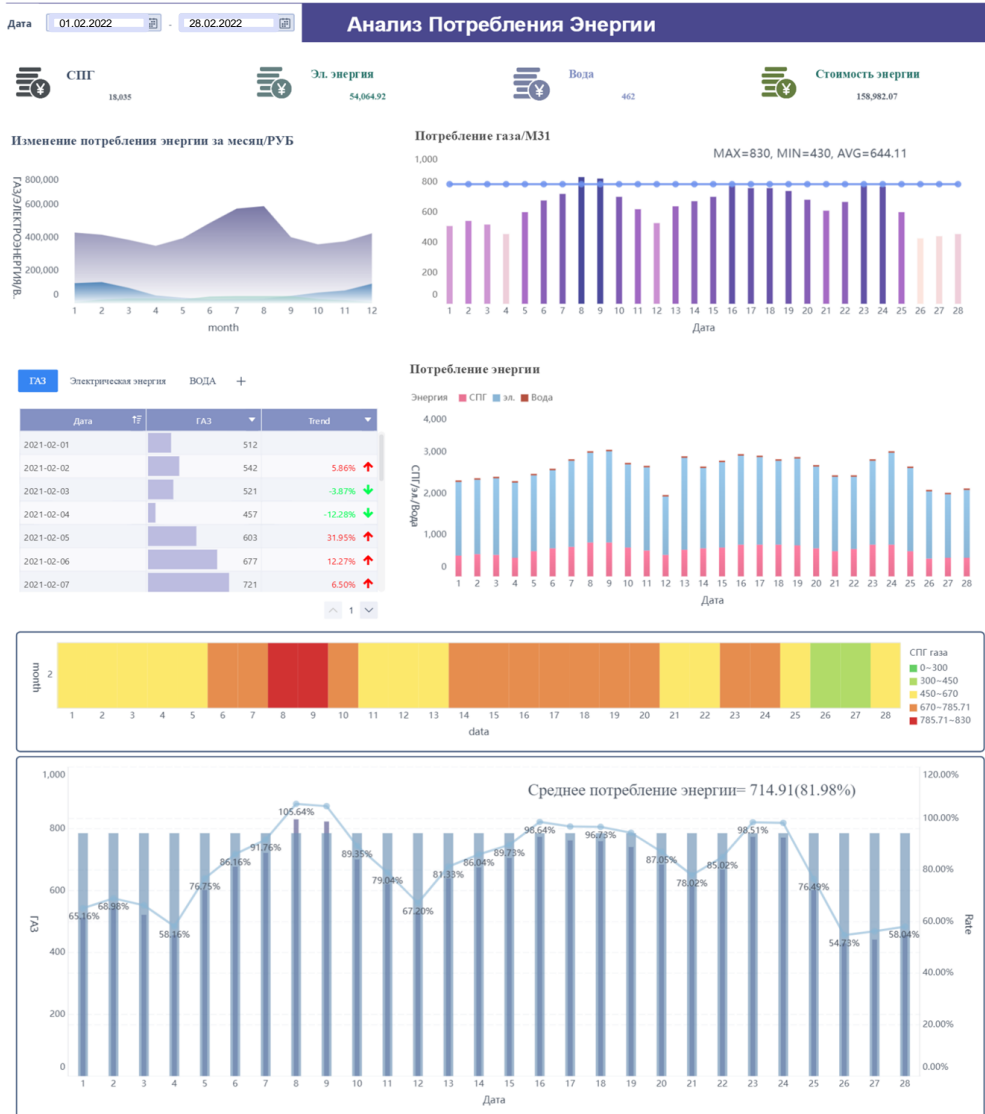 Дата 01.02.2022 - 28.02.2022 Анализ Потребления Энергии
СПГ
18,035
Эл. энергия
54,064.92
Вода
462
Стоимость энергии
158,982.07
Изменение потребления энергии за месяц/РУБ
ГАЗ/ЭЛЕКТРОЭНЕРГИЯ/В.
800,000
600,000
400,000
200,000
0
1 2 3 4 5 6 7 8 9 10 11 12
month
Потребление газа/М31
MAX=830, MIN=430, AVG=644.11
1,000
800
600
400
200
0
1 2 3 4 5 6 7 8 9 10 11 12 13 14 15 16 17 18 19 20 21 22 23 24 25 26 27 28
Дата
ГАЗ Электрическая энергия ВОДА +
Дата ГАЗ Trend
2021-02-01 512
2021-02-02 542 5.86%
2021-02-03 521 -3.87%
2021-02-04 457 -12.28%
2021-02-05 603 31.95%
2021-02-06 677 12.27%
2021-02-07 721 6.50%
1
Потребление энергии
Энергия СПГ эл. Вода
СПГ/эл./Вода
4,000
3,000
2,000
1,000
0
1 2 3 4 5 6 7 8 9 10 11 12 13 14 15 16 17 18 19 20 21 22 23 24 25 26 27 28
Дата
month
2
1 2 3 4 5 6 7 8 9 10 11 12 13 14 15 16 17 18 19 20 21 22 23 24 25 26 27 28
data
СПГ газа
0~300
300~450
450~670
670~785.71
785.71~830
Среднее потребление энергии= 714.91(81.98%)
ГАЗ
1,000
800
600
400
200
0
65.16% 68.98% 58.16% 76.75% 86.16% 91.76% 105.64% 89.35% 79.04% 67.20% 81.33% 86.04% 89.73% 98.64% 96.73% 87.05% 78.02% 85.02% 98.51% 76.49% 54.73% 58.04%
120.00%
100.00%
80.00%
60.00%
40.00%
20.00%
0.00%
Rate
1 2 3 4 5 6 7 8 9 10 11 12 13 14 15 16 17 18 19 20 21 22 23 24 25 26 27 28
Дата